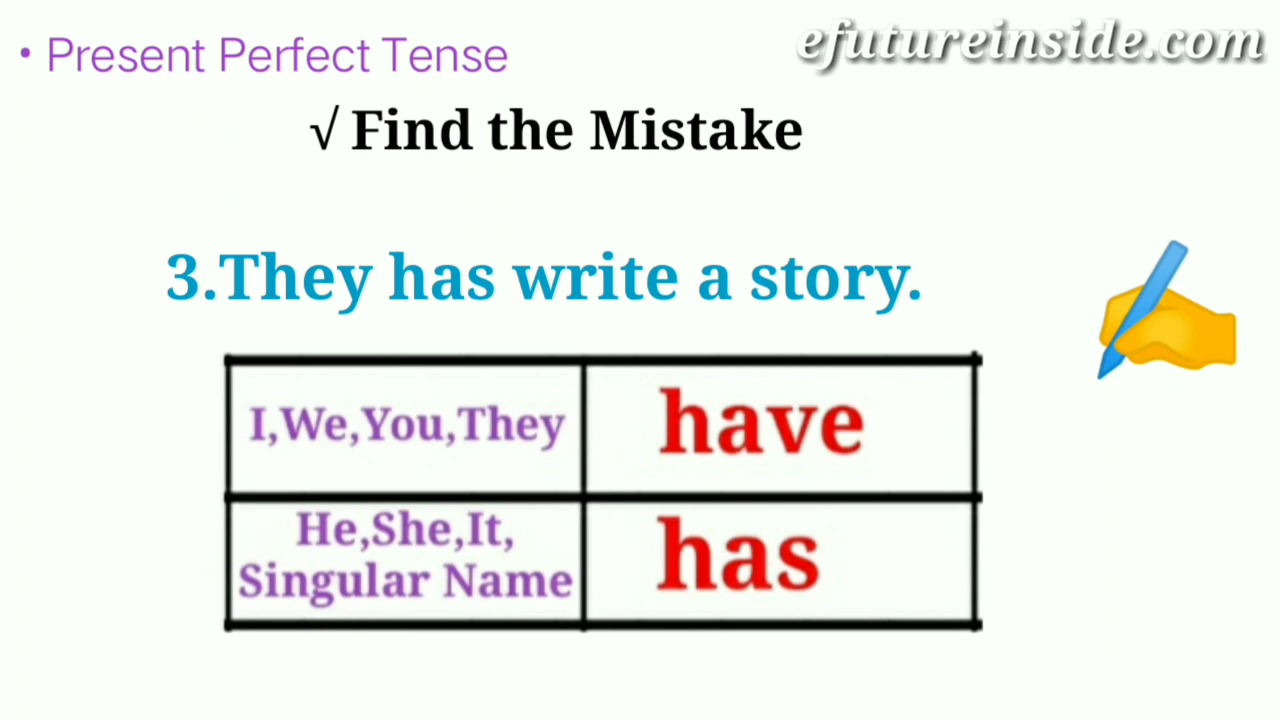 • Present Perfect Tense
efutureinside.com
√ Find the Mistake
3.They has write a story.
I,We,You,They
have
He,She,It,
Singular Name
has